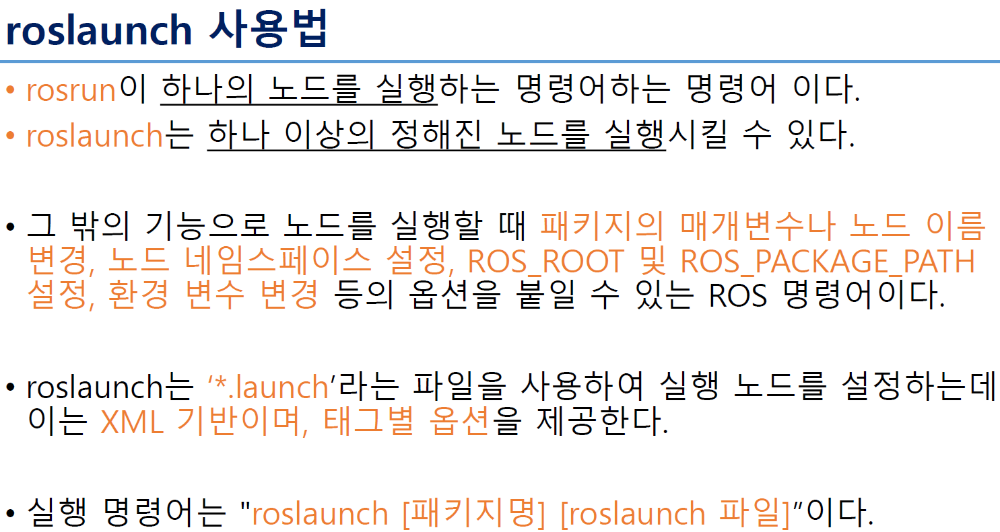 roslaunch 사용법
• rosrun이 하나의 노드를 실행하는 명령어하는 명령어 이다.
• roslaunch는 하나 이상의 정해진 노드를 실행시킬 수 있다.
• 그 밖의 기능으로 노드를 실행할 때 패키지의 매개변수나 노드 이름
변경, 노드 네임스페이스 설정, ROS_ROOT 및 ROS_PACKAGE_PATH
설정, 환경 변수 변경 등의 옵션을 붙일 수 있는 ROS 명령어이다.
• roslaunch는 ‘*.launch’라는 파일을 사용하여 실행 노드를 설정하는데
이는 XML 기반이며, 태그별 옵션을 제공한다.
• 실행 명령어는 "roslaunch [패키지명] [roslaunch 파일]”이다.